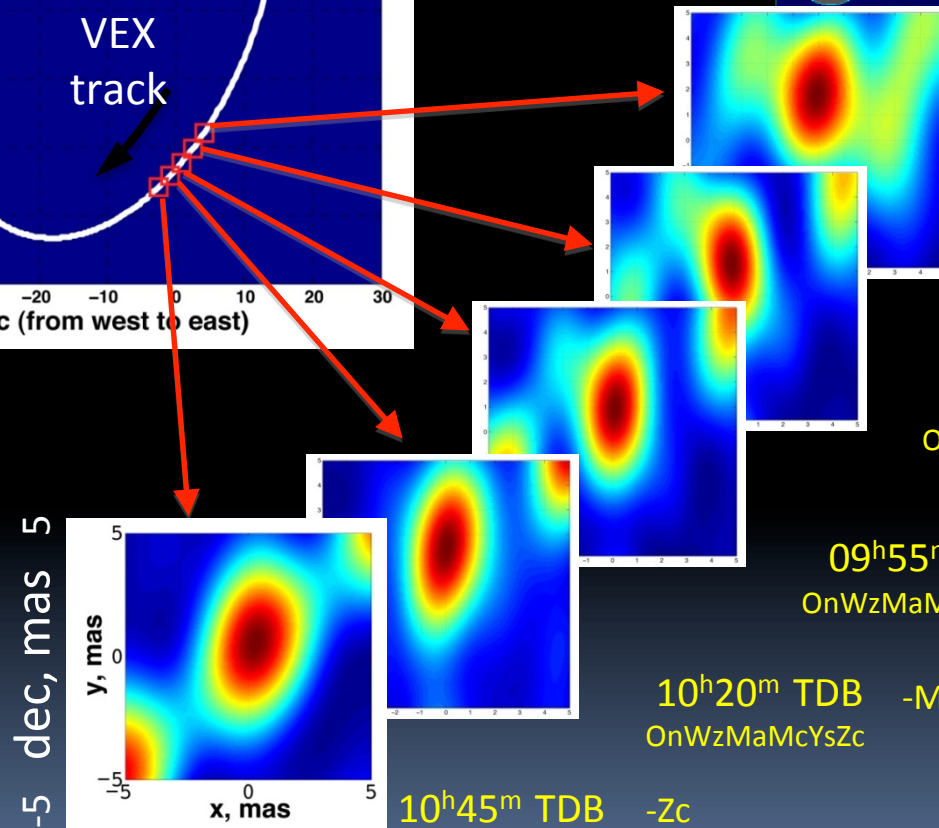 VEX
track
−20 −10 0 10 20 30
c (from west to east)
-5 dec, mas 5
5
0
−5
y, mas
−5 0 5
x, mas
09h55m
OnWzMaM
10h20m TDB -M
OnWzMaMcYsZc
10h45m TDB -Zc